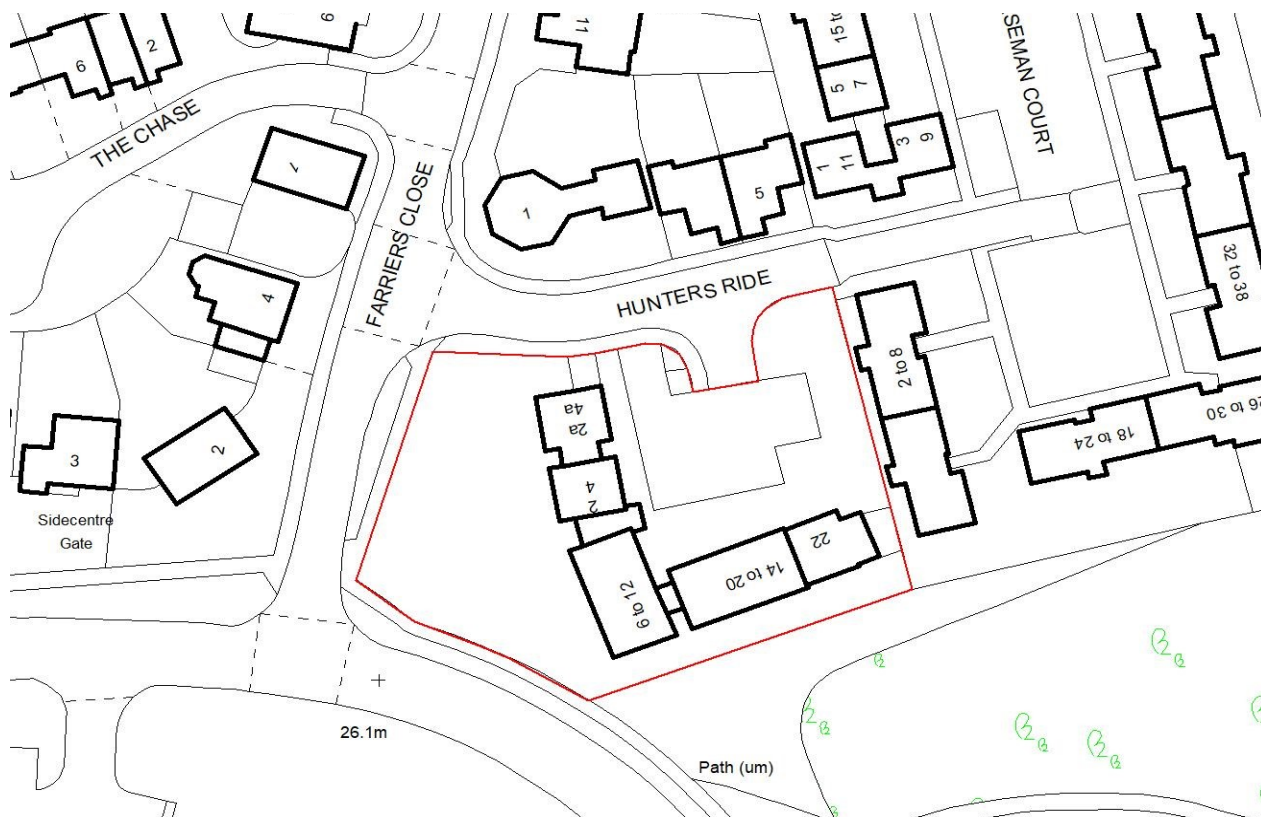 6
2
6
11
15 to
5
7
SEMAN COURT
THE CHASE
1
FARRIERS CLOSE
1
5
1
11
3
9
HUNTERS RIDE
4
2 to 8
32 to 38
4a
2a
4
2
18 to 24
26 to 30
3
2
Sidecentre
Gate
22
14 to 20
6 to 12
26.1m
Path (um)